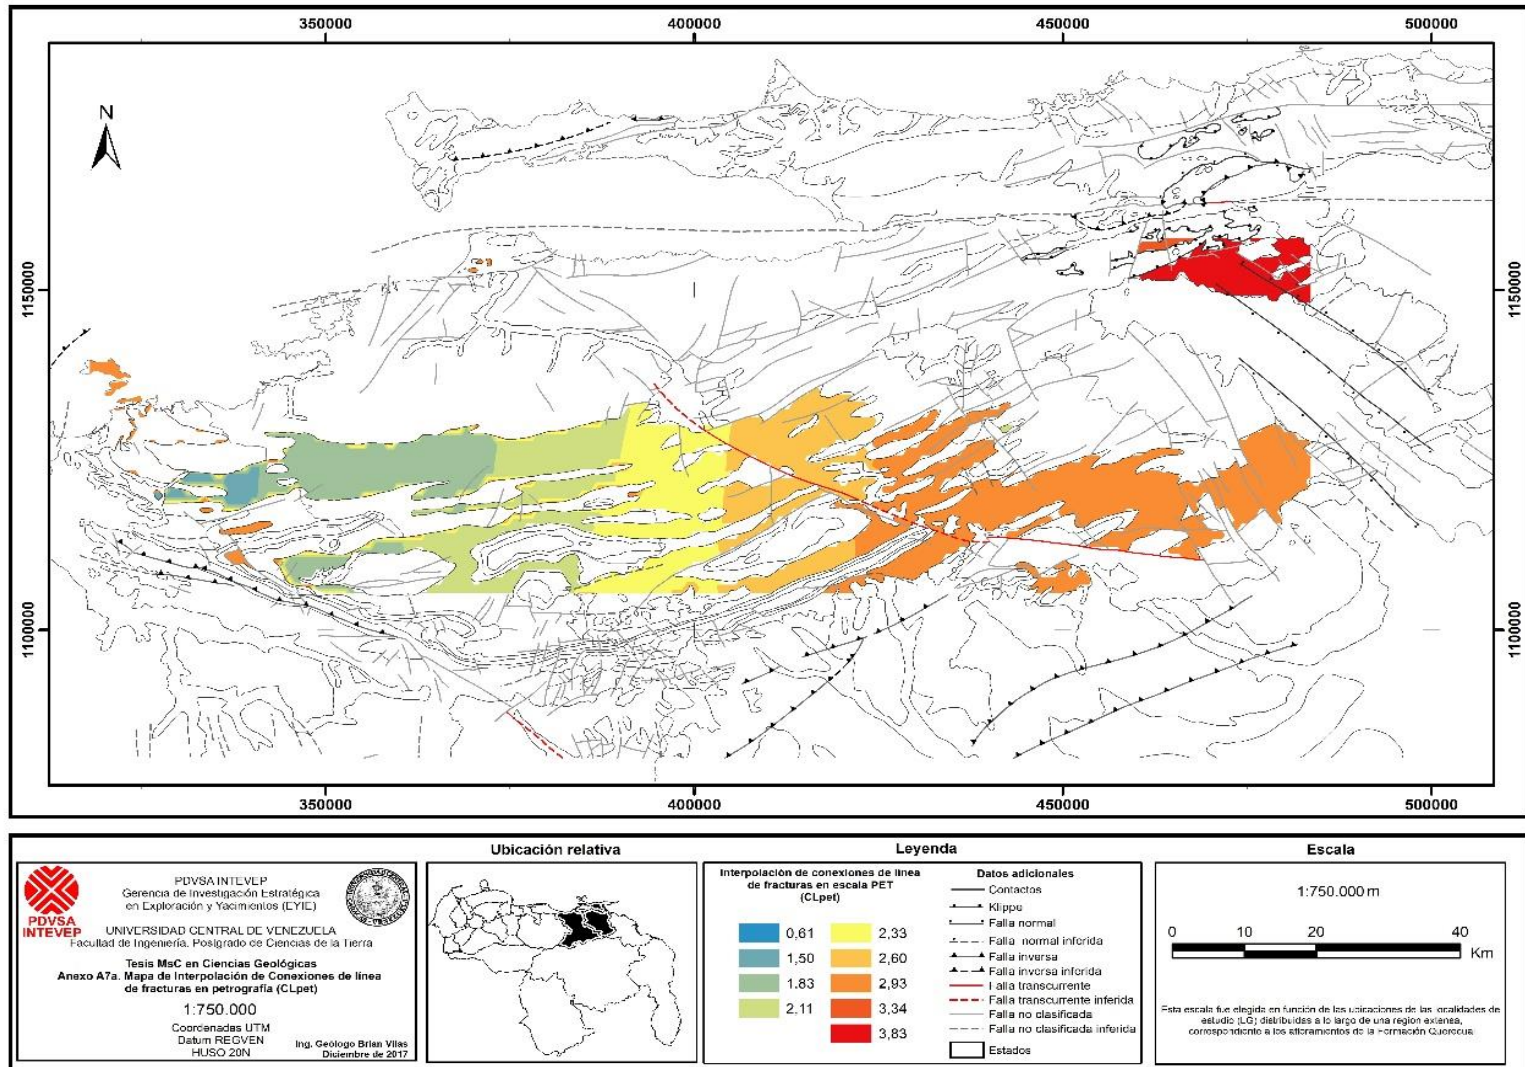 350000 400000 450000 500000
N
1150000 1150000
1100000 1100000
350000 400000 450000 500000
PDVSA
INTEVEP
PDVSA INTEVEP
Gerencia de Investigación Estratégica
en Exploración y Yacimientos (EYIE)
UNIVERSIDAD CENTRAL DE VENEZUELA
Facultad de Ingeniería. Postgrado de Ciencias de la Tierra
Tesis MsC en Ciencias Geológicas
Anexo A7a. Mapa de Interpolación de Conexiones de línea
de fracturas en petrografía (CLpet)
1:750.000
Coordenadas UTM
Datum REGVEN
HUSO 20N
Ing. Geólogo Brian Vilas
Diciembre de 2017
Ubicación relativa
Leyenda
Interpolación de conexiones de línea
de fracturas en escala PET
(CLpet)
0,61
1,50
1,83
2,11
2,33
2,60
2,93
3,34
3,83
Datos adicionales
Contactos
Klippe
Falla normal
Falla normal inferida
Falla inversa
Falla inversa inferida
Falla transcurrente
Falla transcurrente inferida
Falla no clasificada
Falla no clasificada inferida
Estados
Escala
1:750.000 m
0 10 20 40
Km
Esta escala fue elegida en función de las ubicaciones de las localidades de
estudio (LG) distribuidas a lo largo de una region extensa,
correspondiente a los afloramientos de la Formación Querecual